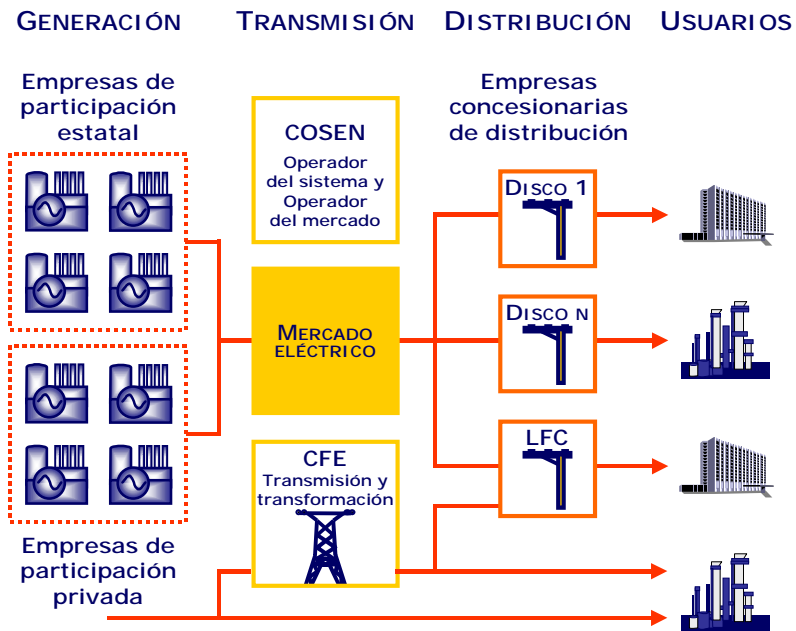 GENERACIÓN
TRANSMISIÓN
DISTRIBUCIÓN
USUARIOS
Empresas de
participación
estatal
COSEN
Operador
del sistema y
Operador
del mercado
Empresas
concesionarias
de distribución
DISCO 1
MERCADO
ELÉCTRICO
DISCO N
CFE
Transmisión y
transformación
LFC
Empresas de
participación
privada